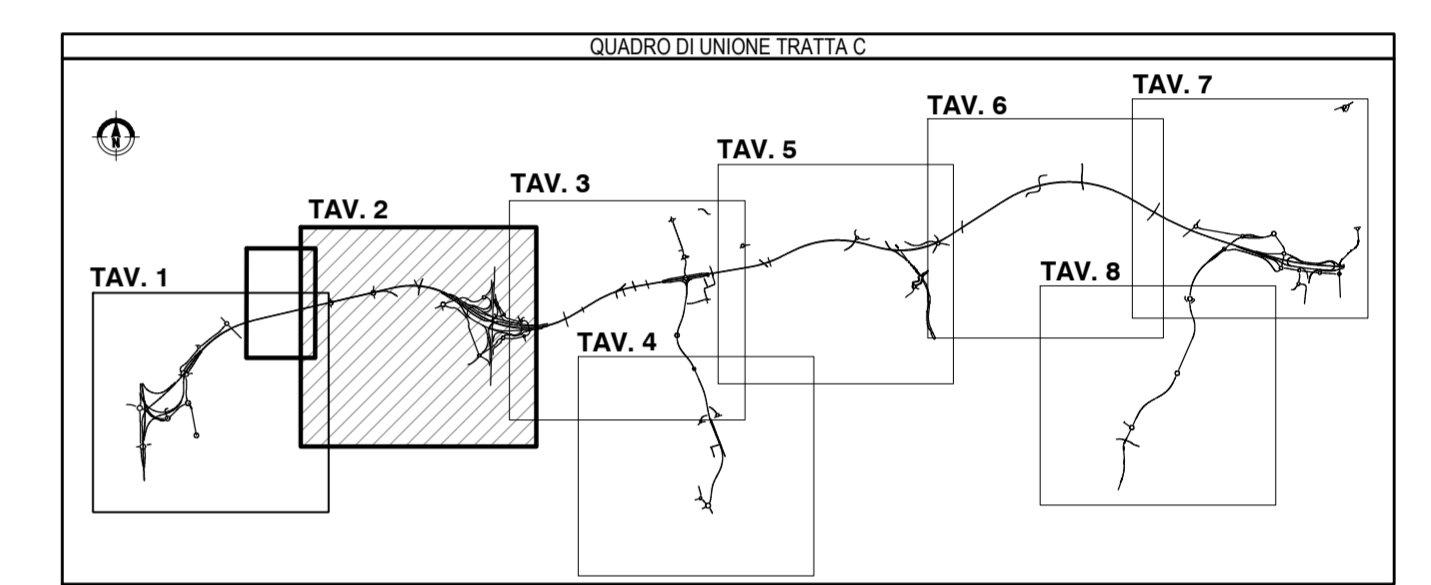 QUADRO DI UNIONE TRATTA C
N
TAV. 1
TAV. 2
TAV. 3
TAV. 4
TAV. 5
TAV. 6
TAV. 7
TAV. 8